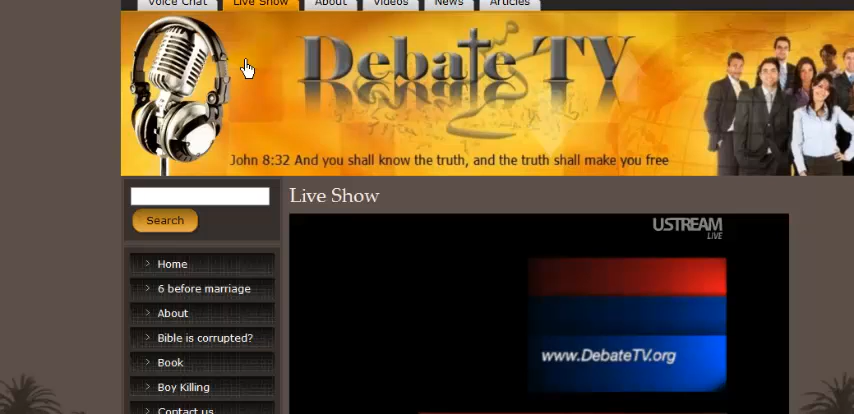 Voice Chat
Live Show
About
Videos
News
Articles
Debate TV
John 8:32 And you shall know the truth, and the truth shall make you free
Search
Live Show
USTREAM
LIVE
Home
6 before marriage
About
Bible is corrupted?
Book
Boy Killing
Contact us
www.DebateTV.org